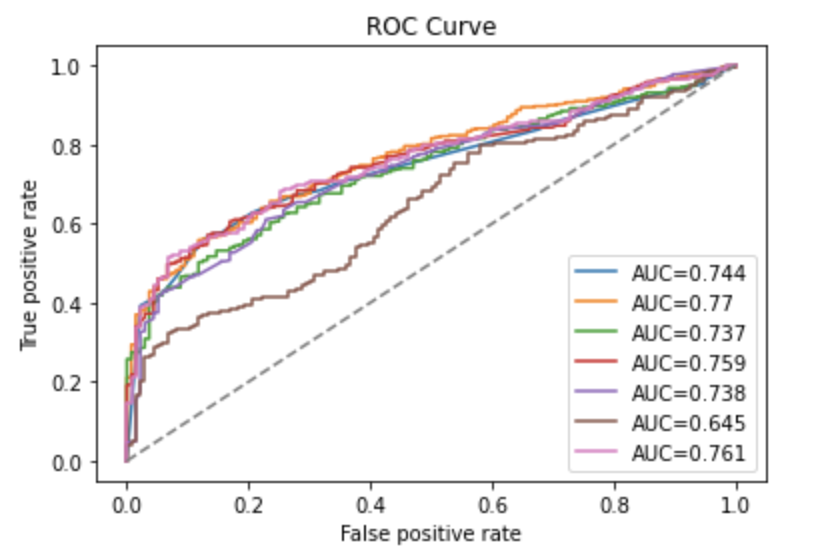 ROC Curve
True positive rate
1.0
0.8
0.6
0.4
0.2
0.0
AUC=0.744
AUC=0.77
AUC=0.737
AUC=0.759
AUC=0.738
AUC=0.645
AUC=0.761
0.0 0.2 0.4 0.6 0.8 1.0
False positive rate